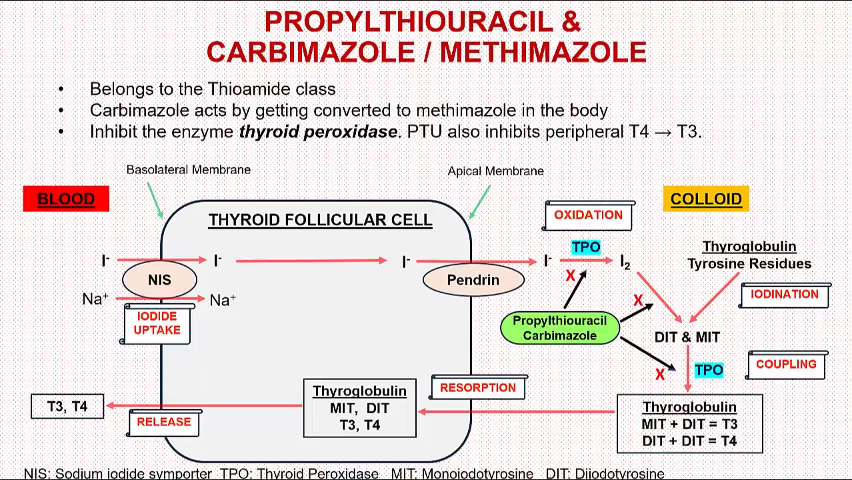 PROPYLTHIOURACIL &
CARBIMAZOLE / METHIMAZOLE
• Belongs to the Thioamide class
• Carbimazole acts by getting converted to methimazole in the body
• Inhibit the enzyme thyroid peroxidase. PTU also inhibits peripheral T4 → T3.
Basolateral Membrane
Apical Membrane
BLOOD
THYROID FOLLICULAR CELL
OXIDATION
COLLOID
I-
I-
I-
I-
TPO
I2
X
Thyroglobulin
Tyrosine Residues
NIS
Pendrin
Na+
Na+
X
IODINATION
IODIDE
UPTAKE
Propylthiouracil
Carbimazole
DIT & MIT
X
TPO
COUPLING
RESORPTION
T3, T4
RELEASE
Thyroglobulin
MIT, DIT
T3, T4
Thyroglobulin
MIT + DIT = T3
DIT + DIT = T4
NIS: Sodium iodide symporter TPO: Thyroid Peroxidase MIT: Monoiodotyrosine DIT: Diiodotyrosine